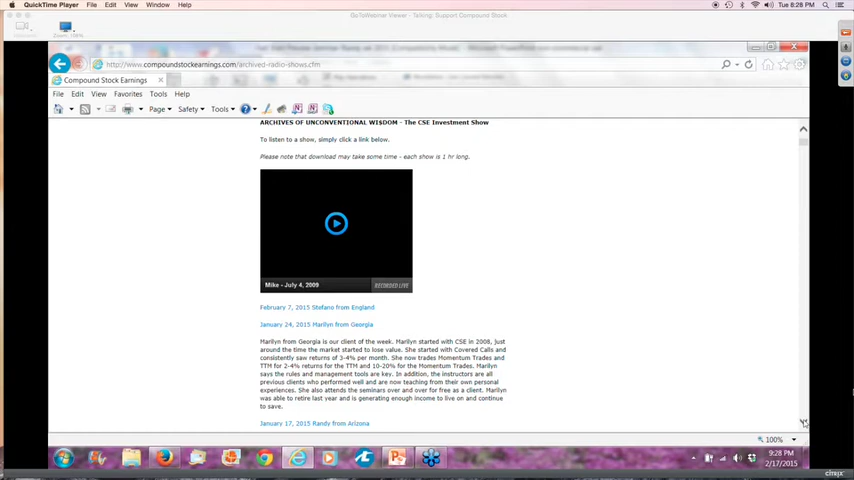 QuickTime Player File Edit View Window Help
Tue 8:28 PM
GoToWebinar Viewer - Talking: Support Compound Stock
Zoom: 100%
http://www.compoundstockearnings.com/archived-radio-shows.cfm
Compound Stock Earnings
File Edit View Favorites Tools Help
Page Safety Tools
ARCHIVES OF UNCONVENTIONAL WI$DOM - The CSE Investment Show
To listen to a show, simply click a link below.
Please note that download may take some time - each show is 1 hr long.
Mike - July 4, 2009
RECORDED LIVE
February 7, 2015 Stefano from England
January 24, 2015 Marilyn from Georgia
Marilyn from Georgia is our client of the week. Marilyn started with CSE in 2008, just
around the time the market started to lose value. She started with Covered Calls and
consistently saw returns of 3-4% per month. She now trades Momentum Trades and
TTM for 2-4% returns for the TTM and 10-20% for the Momentum Trades. Marilyn
says the rules and management tools are key. In addition, the instructors are all
previous clients who performed well and are now teaching from their own personal
experiences. She also attends the seminars over and over for free as a client. Marilyn
was able to retire last year and is generating enough income to live on and continue
to save.
January 17, 2015 Randy from Arizona
100%
9:28 PM
2/17/2015
citrix